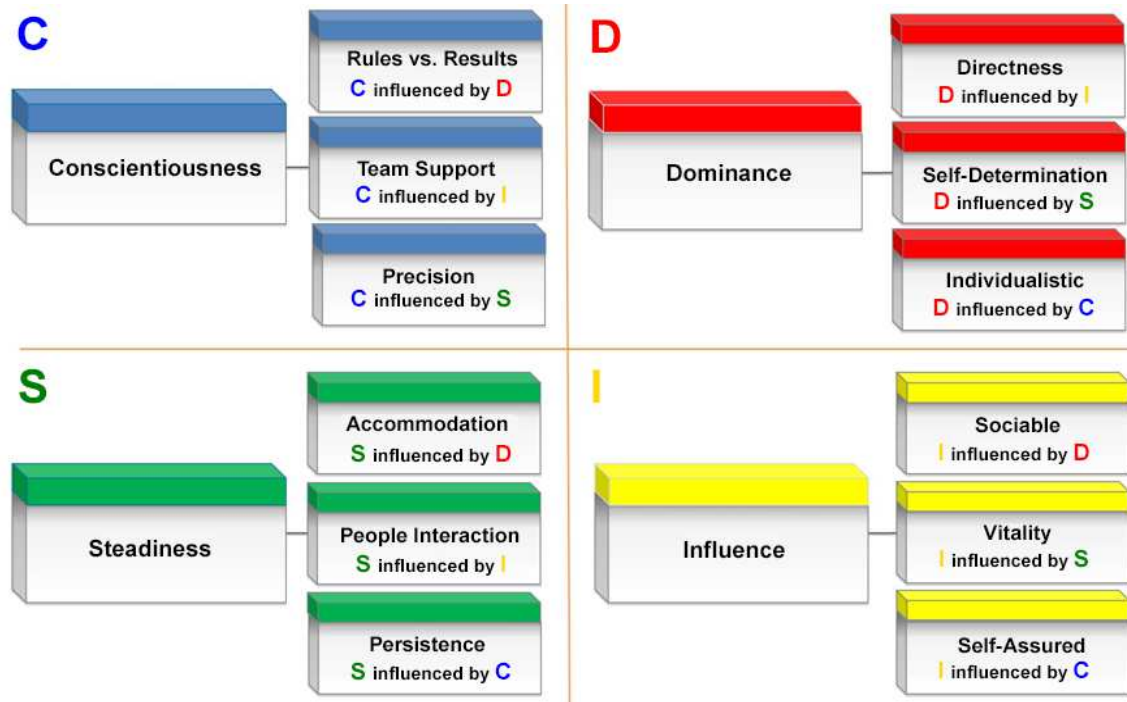 C
Conscientiousness
Rules vs. Results
C influenced by D
Team Support
C influenced by I
Precision
C influenced by S
D
Dominance
Directness
D influenced by I
Self-Determination
D influenced by S
Individualistic
D influenced by C
S
Steadiness
Accommodation
S influenced by D
People Interaction
S influenced by I
Persistence
S influenced by C
I
Influence
Sociable
I influenced by D
Vitality
I influenced by S
Self-Assured
I influenced by C